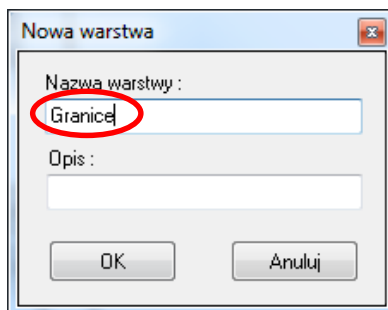 Nowa warstwa
Nazwa warstwy :
Granice
Opis :
OK Anuluj